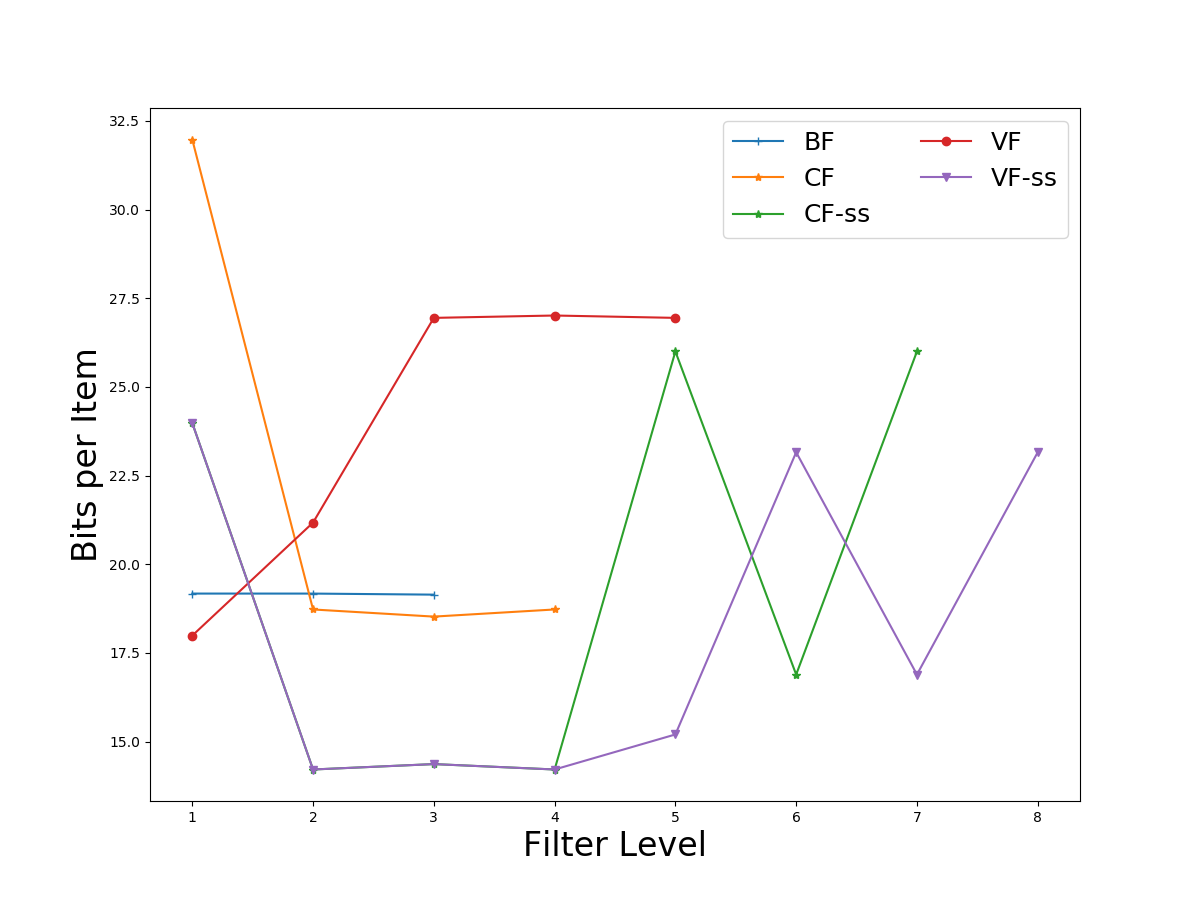 32.5
30.0
27.5
25.0
22.5
20.0
17.5
15.0
Bits per Item
1 2 3 4 5 6 7 8
Filter Level
BF
CF
CF-ss
VF
VF-ss